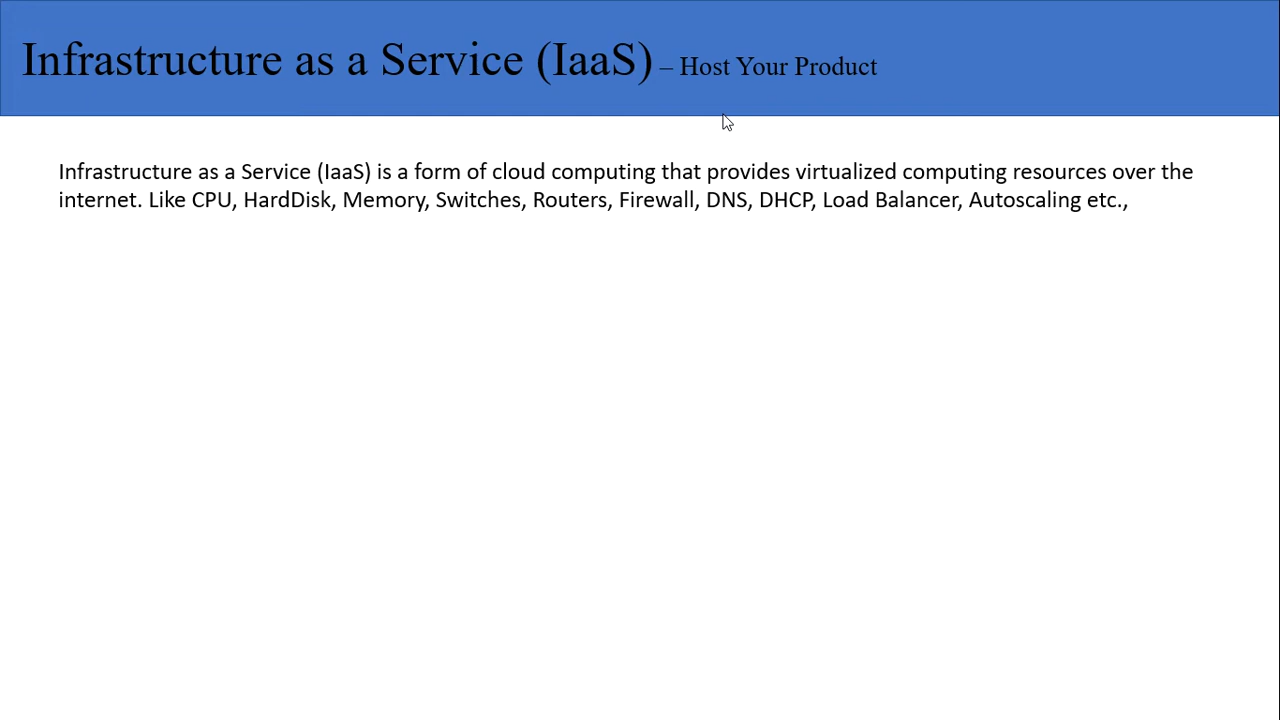 Infrastructure as a Service (IaaS) – Host Your Product
Infrastructure as a Service (IaaS) is a form of cloud computing that provides virtualized computing resources over the
internet. Like CPU, HardDisk, Memory, Switches, Routers, Firewall, DNS, DHCP, Load Balancer, Autoscaling etc.,